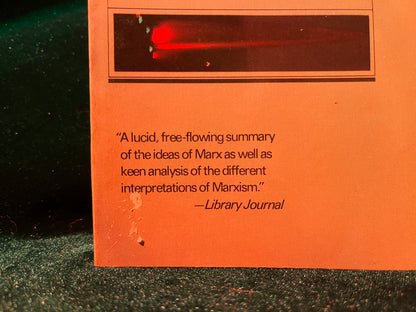 “A lucid, free-flowing summary
of the ideas of Marx as well as
keen analysis of the different
interpretations of Marxism.”
—Library Journal